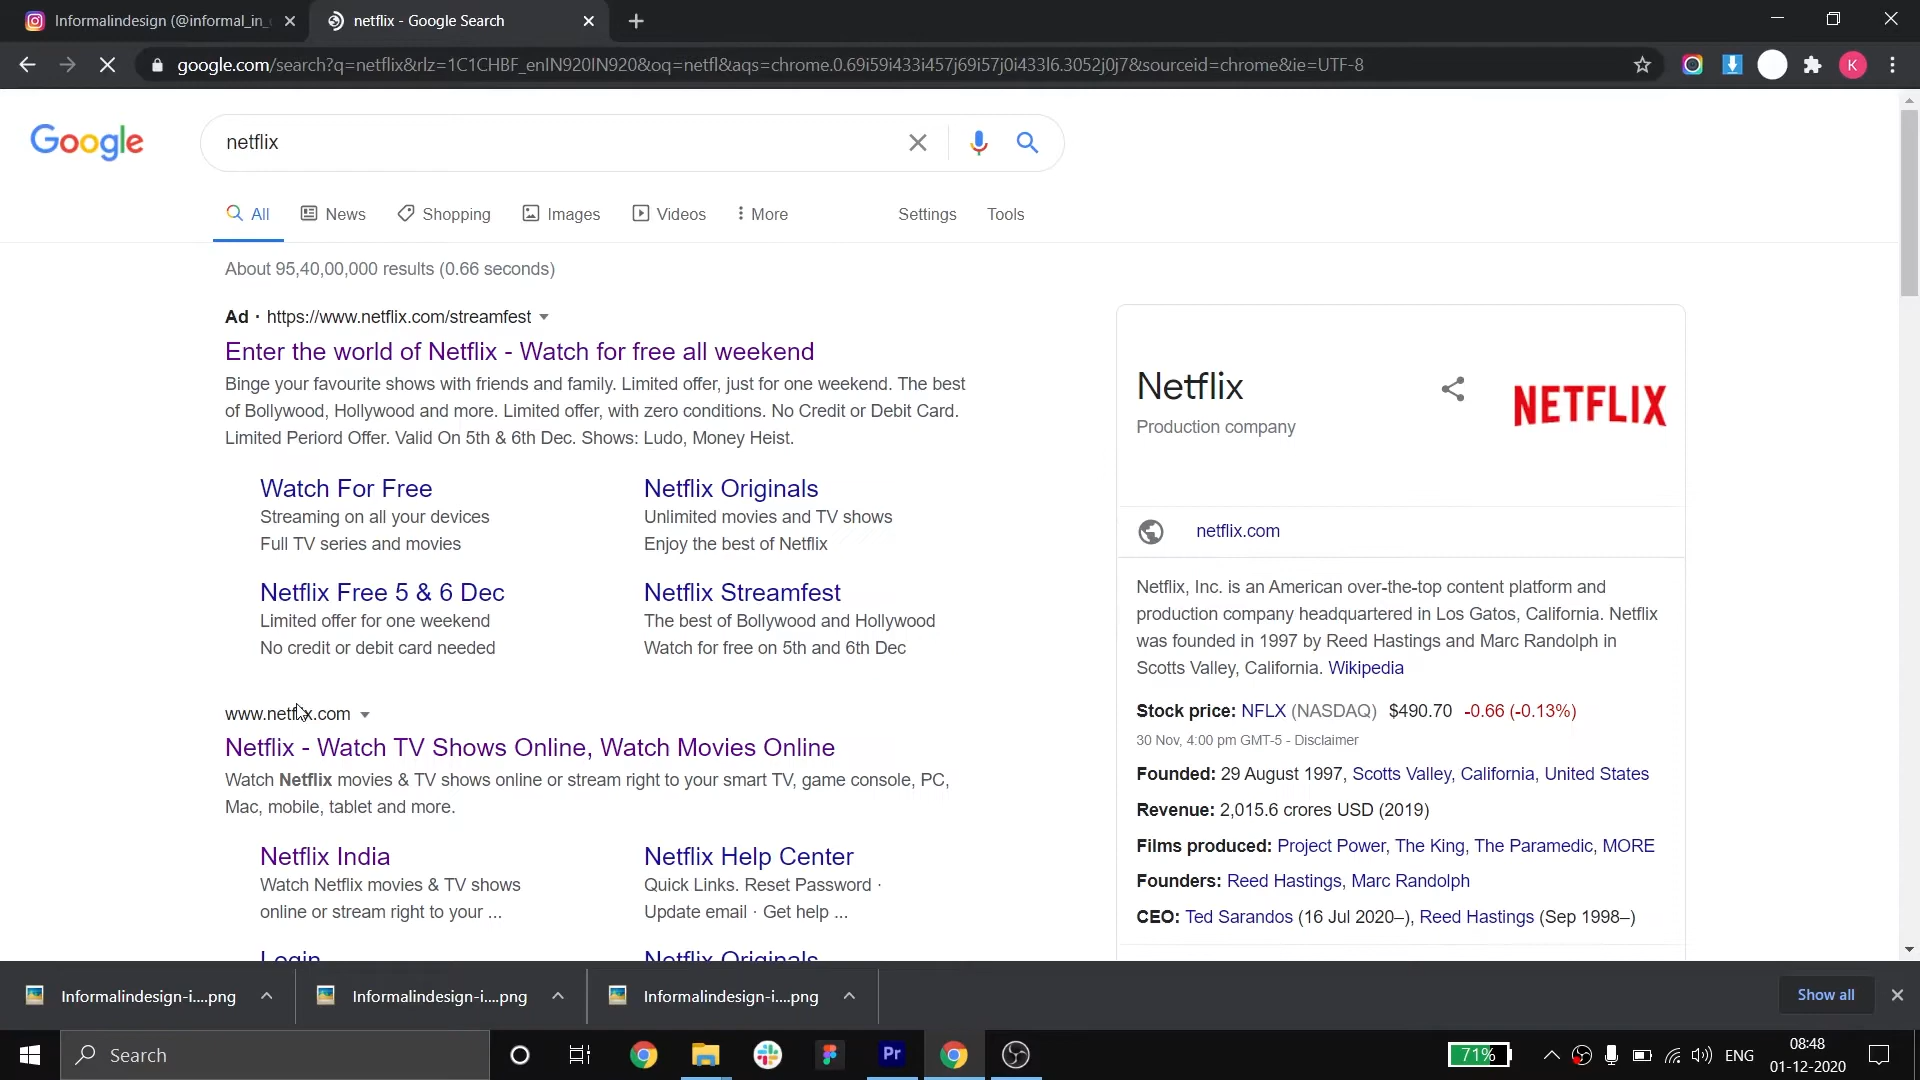 Informalindesign (@informal_in_
netflix - Google Search
google.com/search?q=netflix&rlz=1C1CHBF_enIN920IN920&oq=netfl&aqs=chrome.0.69i59i433i457j69i57j0i433l6.3052j0j7&sourceid=chrome&ie=UTF-8
K
Google
netflix
All
News
Shopping
Images
Videos
More
Settings
Tools
About 95,40,00,000 results (0.66 seconds)
Ad · https://www.netflix.com/streamfest
Enter the world of Netflix - Watch for free all weekend
Binge your favourite shows with friends and family. Limited offer, just for one weekend. The best
of Bollywood, Hollywood and more. Limited offer, with zero conditions. No Credit or Debit Card.
Limited Periord Offer. Valid On 5th & 6th Dec. Shows: Ludo, Money Heist.
Watch For Free
Streaming on all your devices
Full TV series and movies
Netflix Originals
Unlimited movies and TV shows
Enjoy the best of Netflix
Netflix Free 5 & 6 Dec
Limited offer for one weekend
No credit or debit card needed
Netflix Streamfest
The best of Bollywood and Hollywood
Watch for free on 5th and 6th Dec
www.netflix.com
Netflix - Watch TV Shows Online, Watch Movies Online
Watch Netflix movies & TV shows online or stream right to your smart TV, game console, PC,
Mac, mobile, tablet and more.
Netflix India
Watch Netflix movies & TV shows
online or stream right to your ...
Netflix Help Center
Quick Links. Reset Password ·
Update email · Get help ...
Login
Netflix Originals
Netflix
Production company
NETFLIX
netflix.com
Netflix, Inc. is an American over-the-top content platform and
production company headquartered in Los Gatos, California. Netflix
was founded in 1997 by Reed Hastings and Marc Randolph in
Scotts Valley, California. Wikipedia
Stock price: NFLX (NASDAQ) $490.70 -0.66 (-0.13%)
30 Nov, 4:00 pm GMT-5 - Disclaimer
Founded: 29 August 1997, Scotts Valley, California, United States
Revenue: 2,015.6 crores USD (2019)
Films produced: Project Power, The King, The Paramedic, MORE
Founders: Reed Hastings, Marc Randolph
CEO: Ted Sarandos (16 Jul 2020–), Reed Hastings (Sep 1998–)
Informalindesign-i....png
Informalindesign-i....png
Informalindesign-i....png
Show all
Search
Pr
71%
ENG
08:48
01-12-2020